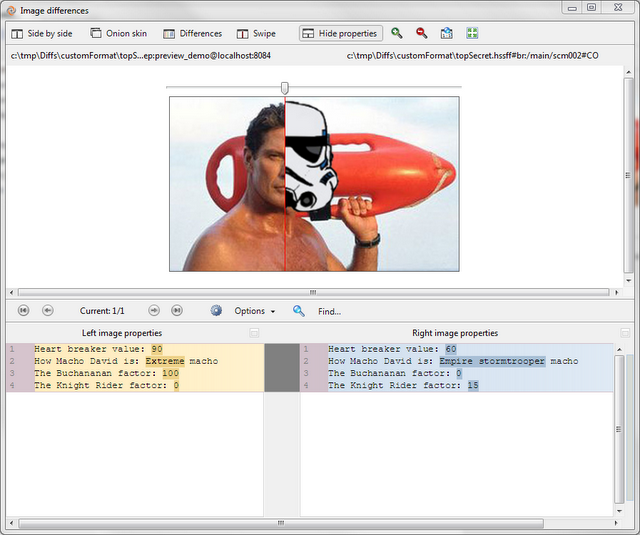 Image differences
Side by side
Onion skin
Differences
Swipe
Hide properties
c:\tmp\Diffs\customFormat\topS...ep:preview_demo@localhost:8084
c:\tmp\Diffs\customFormat\topSecret.hssff#br:/main/scm002#CO
Current: 1/1
Options
Find...
Left image properties
1 Heart breaker value: 90
2 How Macho David is: Extreme macho
3 The Buchananan factor: 100
4 The Knight Rider factor: 0
Right image properties
1 Heart breaker value: 60
2 How Macho David is: Empire stormtrooper macho
3 The Buchananan factor: 0
4 The Knight Rider factor: 15